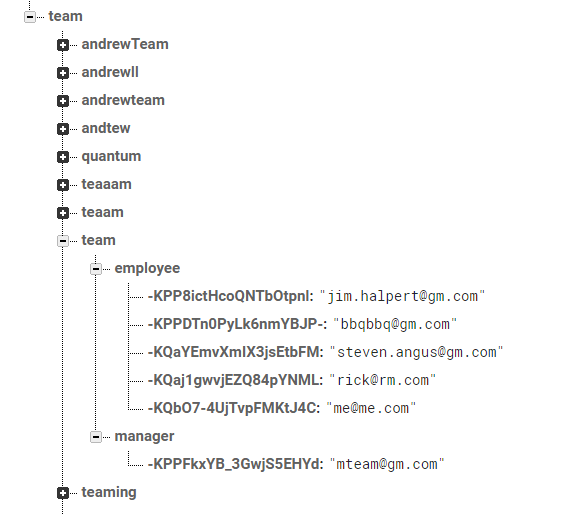 team
andrewTeam
andrewll
andrewteam
andtew
quantum
teaaam
teaam
team
employee
-KPP8ictHcoQNTbOtpnl: "jim.halpert@gm.com"
-KPPDTn0PyLk6nmYBJP-: "bbqbbq@gm.com"
-KQaYEmvXmlX3jsEtbFM: "steven.angus@gm.com"
-KQaj1gwvjEZQ84pYNML: "rick@rm.com"
-KQbO7-4UjTvpFMKtJ4C: "me@me.com"
manager
-KPPFkxYB_3GwjS5EHYd: "mteam@gm.com"
teaming